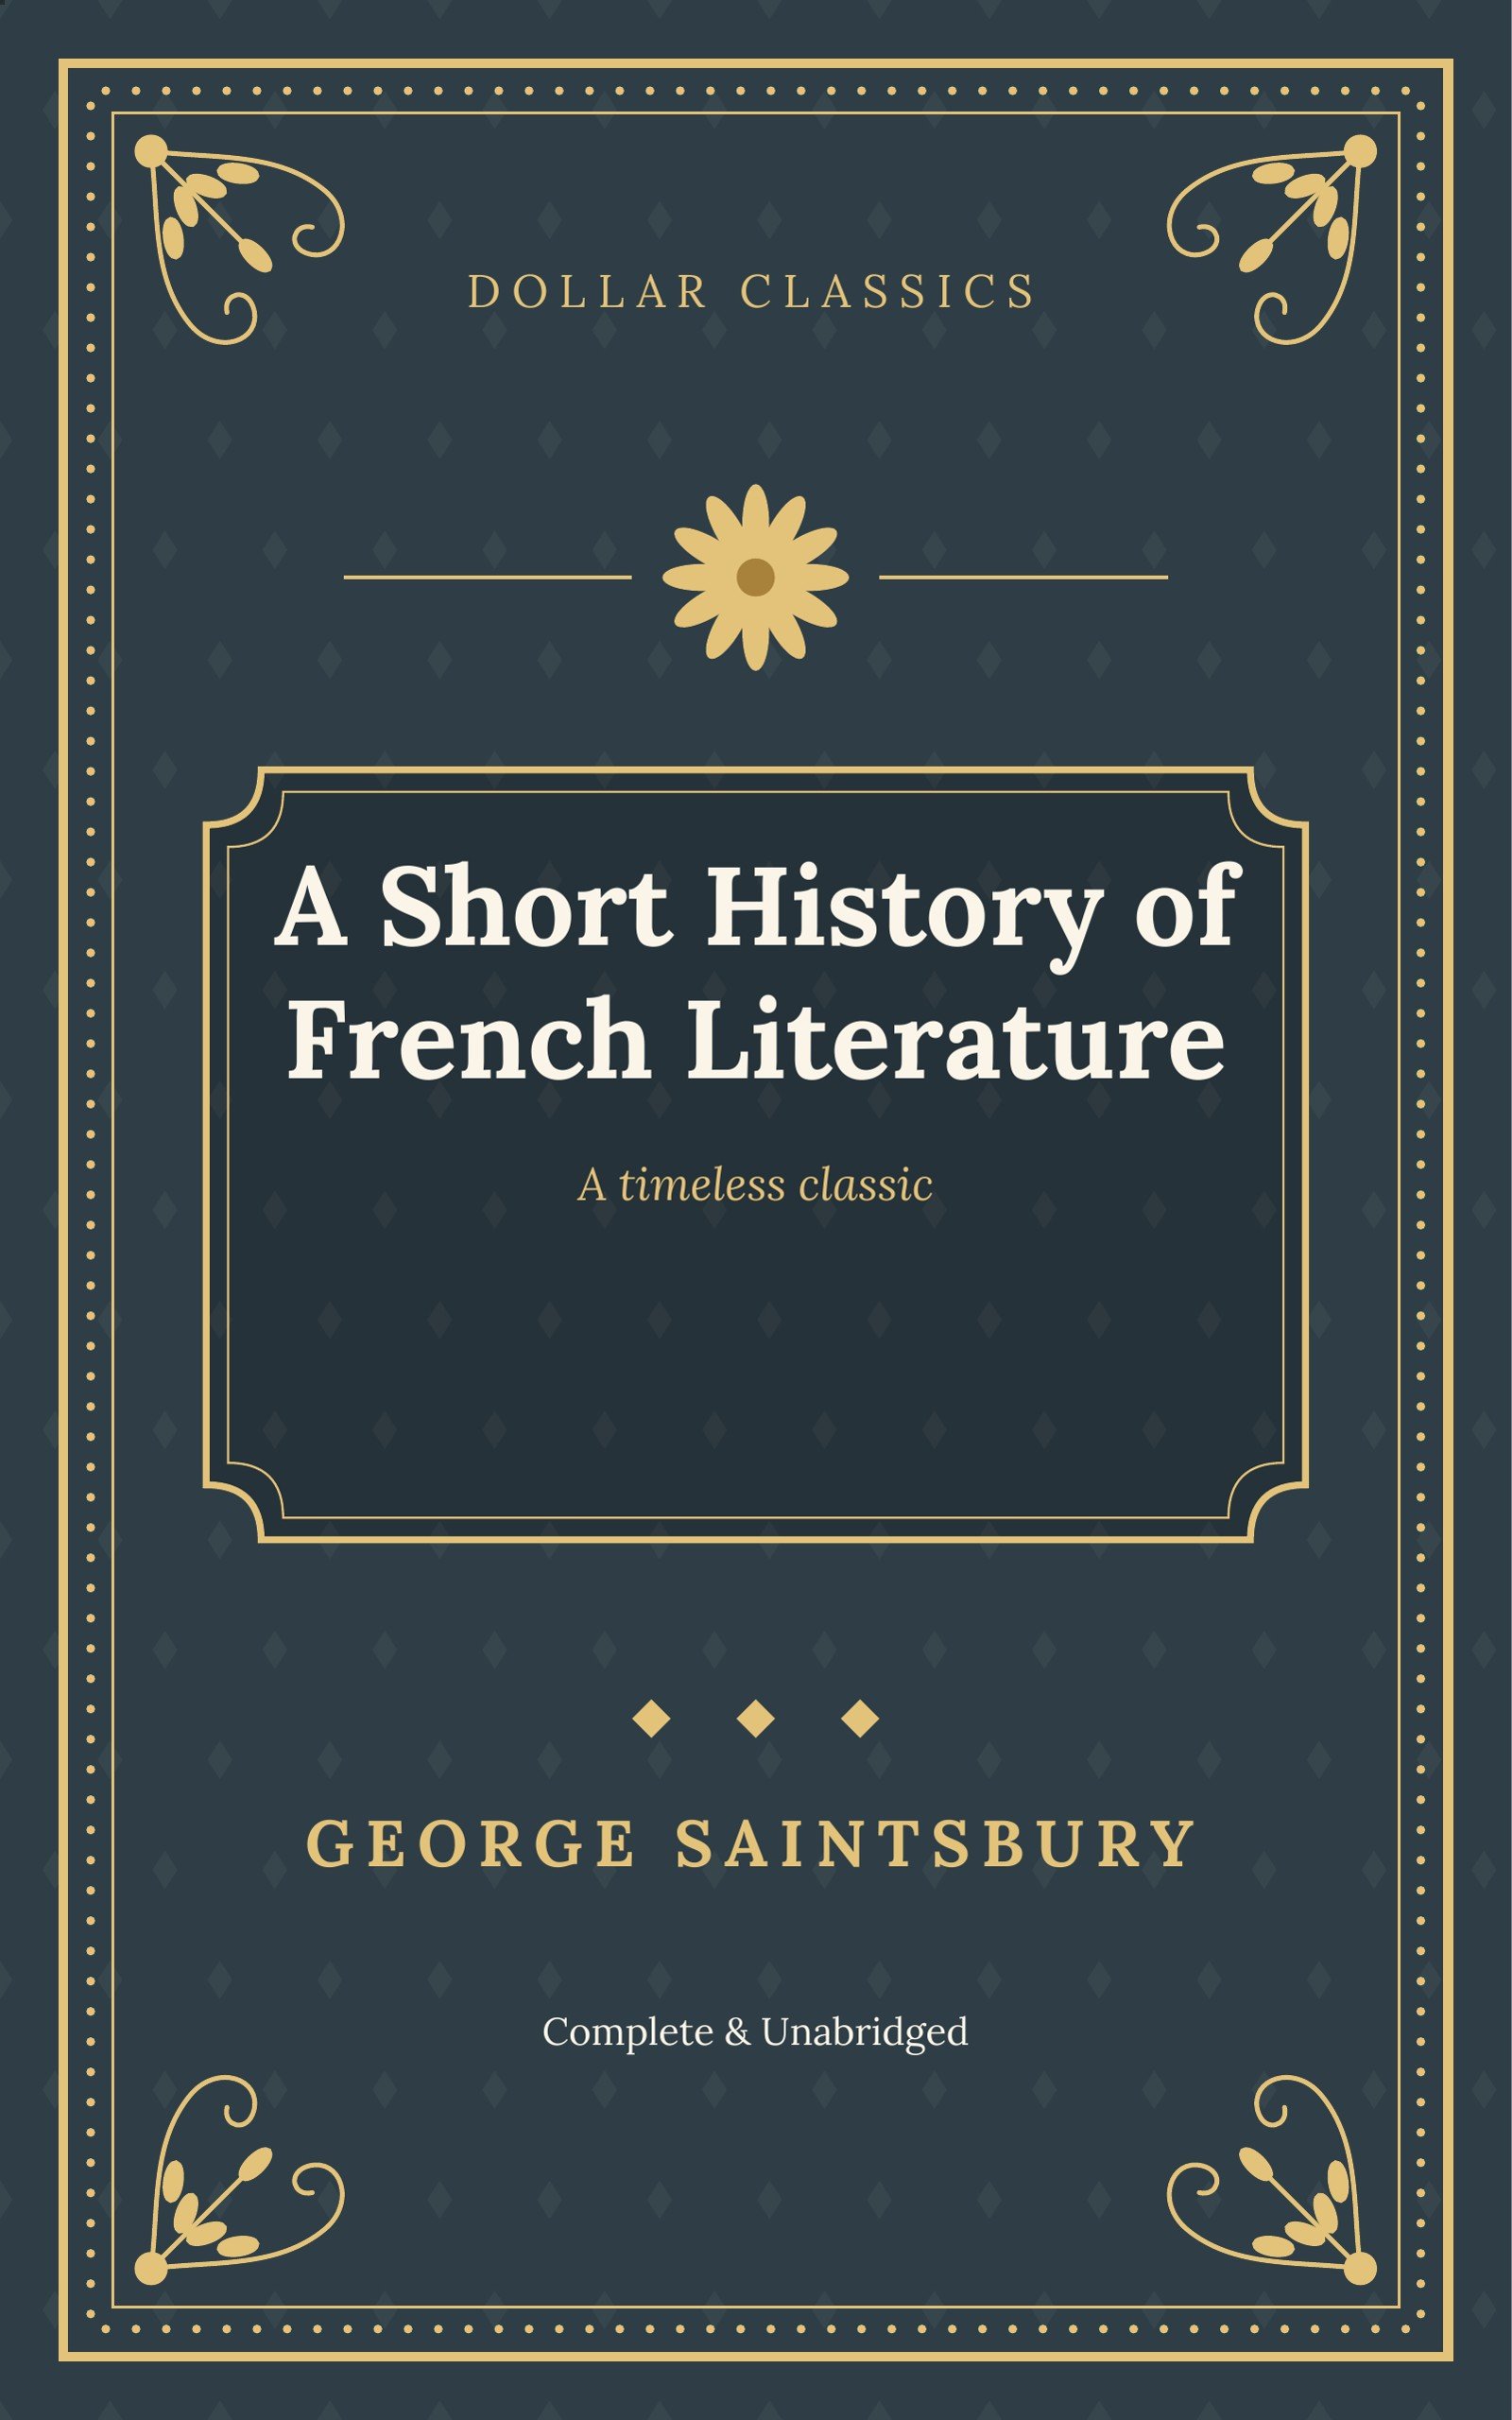 DOLLAR CLASSICS
A Short History of
French Literature
A timeless classic
GEORGE SAINTSBURY
Complete & Unabridged